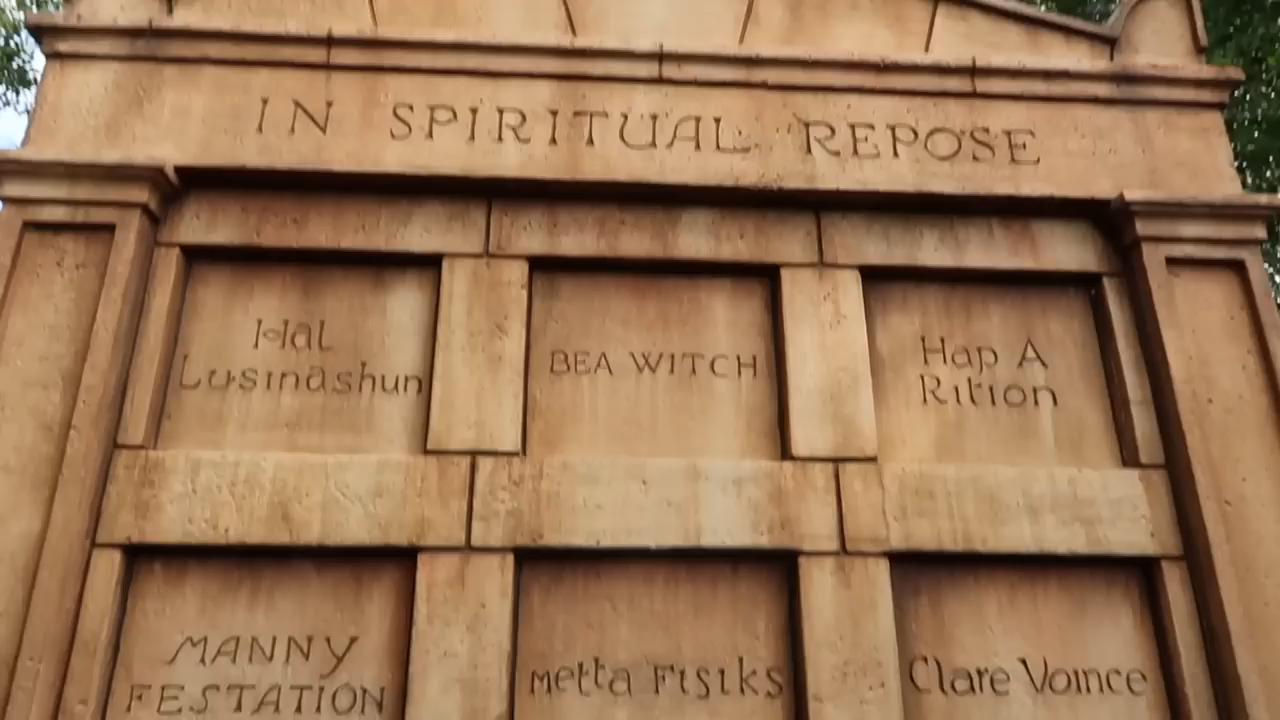 IN SPIRITUAL REPOSE
Hal
Lusinashun
BEA WITCH
Hap A
Rition
MANNY
FESTATION
Metta Fisiks
Clare Voince